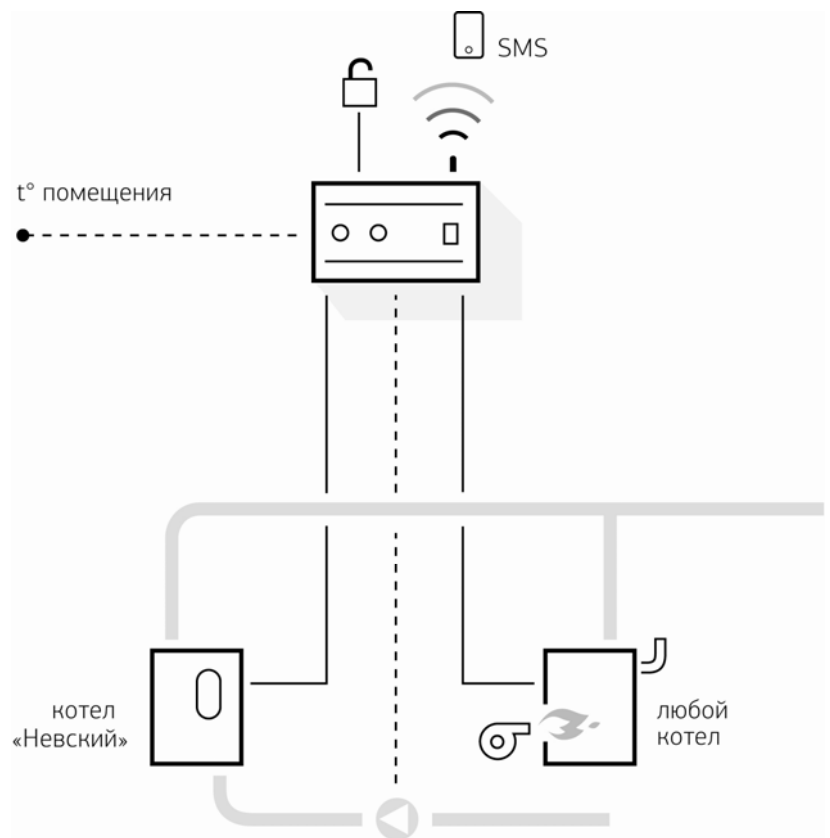 SMS
t° помещения
котел
«Невский»
любой
котел